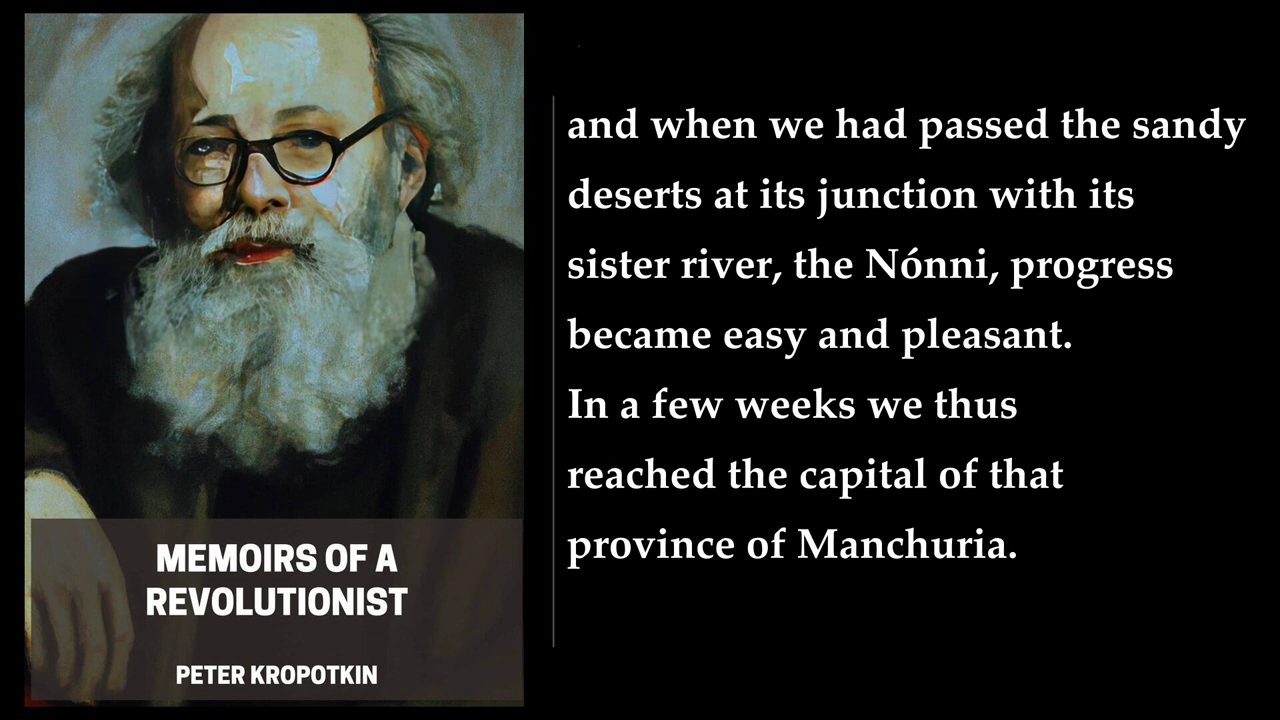 MEMOIRS OF A
REVOLUTIONIST
PETER KROPOTKIN
and when we had passed the sandy
deserts at its junction with its
sister river, the Nónni, progress
became easy and pleasant.
In a few weeks we thus
reached the capital of that
province of Manchuria.